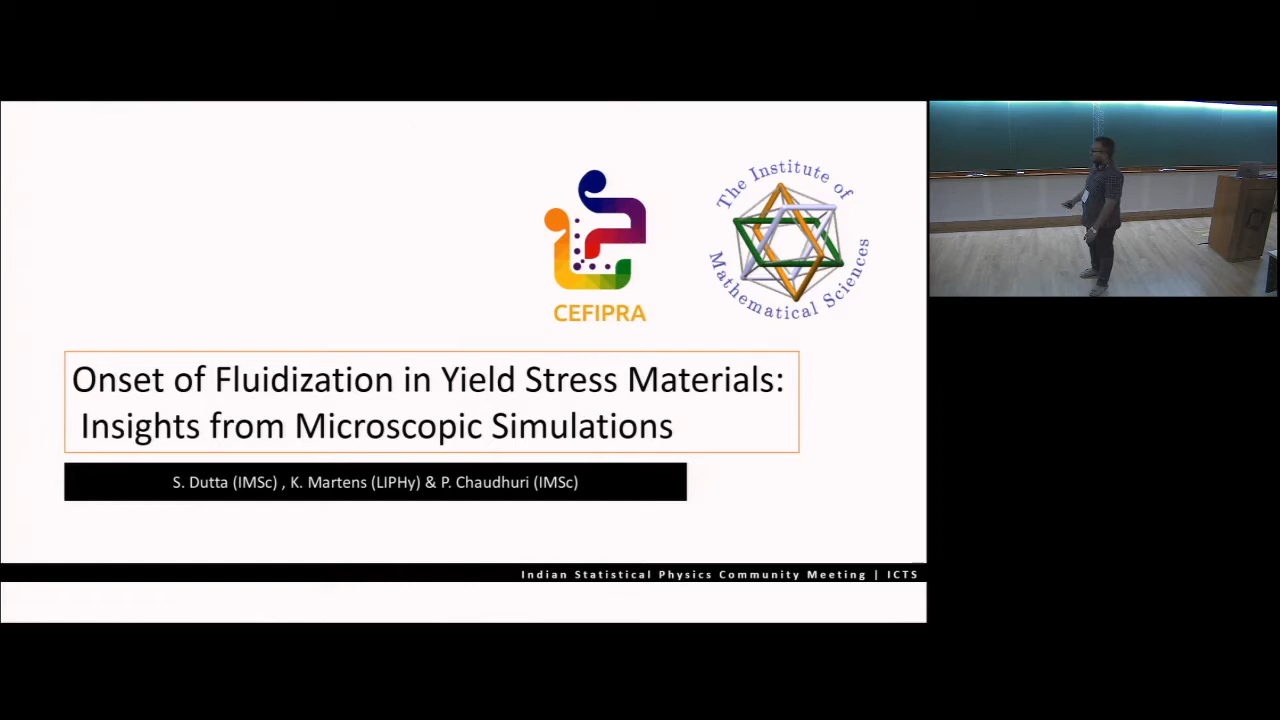 The Institute of
Mathematical Sciences
CEFIPRA
Onset of Fluidization in Yield Stress Materials:
Insights from Microscopic Simulations
S. Dutta (IMSc) , K. Martens (LIPHy) & P. Chaudhuri (IMSc)
Indian Statistical Physics Community Meeting | ICTS